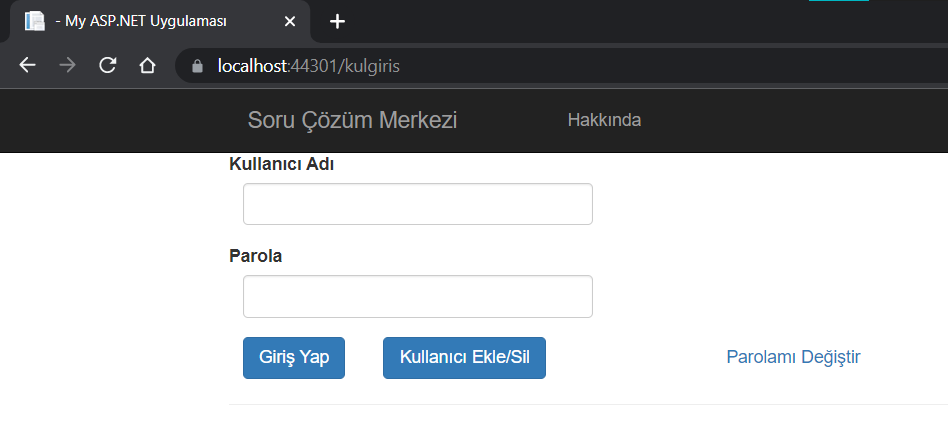 - My ASP.NET Uygulaması
localhost:44301/kulgiris
Soru Çözüm Merkezi Hakkında
Kullanıcı Adı
Parola
Giriş Yap Kullanıcı Ekle/Sil Parolamı Değiştir